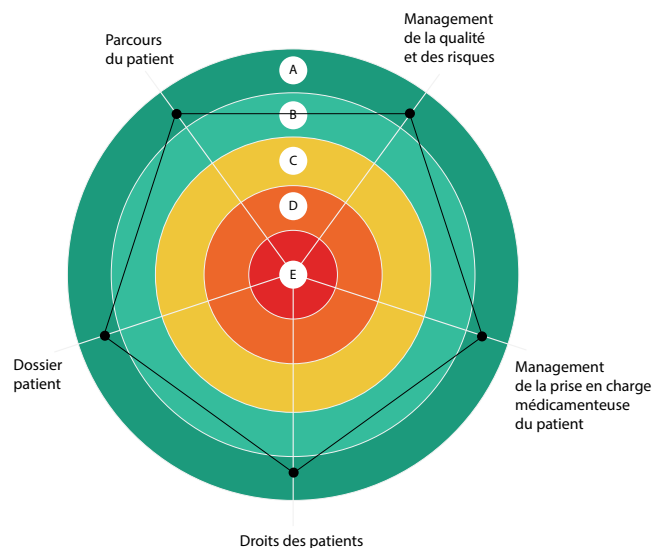 Management
de la qualité
et des risques
Parcours
du patient
A
B
C
D
E
Dossier
patient
Management
de la prise en charge
médicamenteuse
du patient
Droits des patients